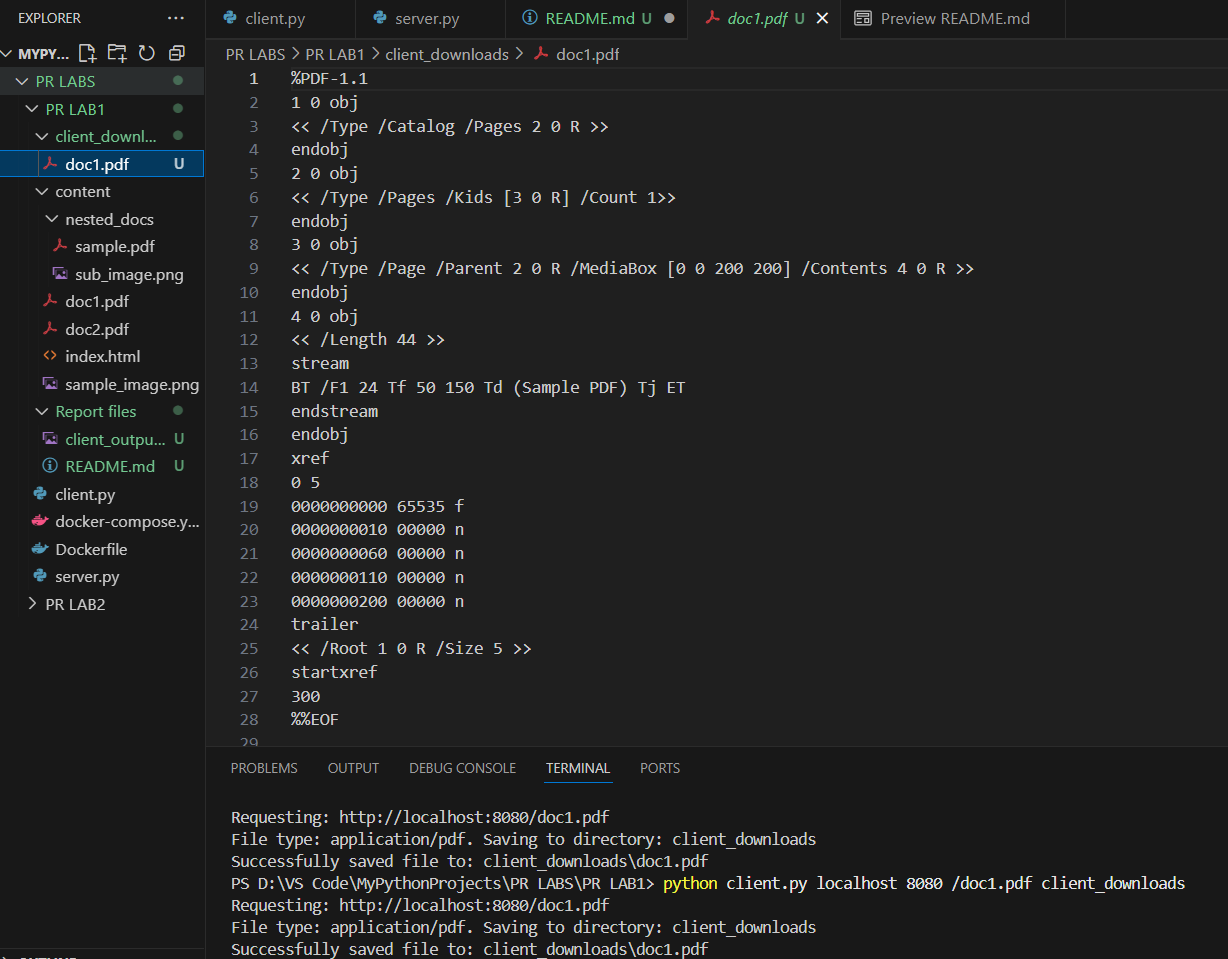 EXPLORER
···
client.py
server.py
README.md U
doc1.pdf U
Preview README.md
MYPY...
PR LABS > PR LAB1 > client_downloads > doc1.pdf
PR LABS
PR LAB1
client_downl...
doc1.pdf U
content
nested_docs
sample.pdf
sub_image.png
doc1.pdf
doc2.pdf
index.html
sample_image.png
Report files
client_outpu... U
README.md U
client.py
docker-compose.y...
Dockerfile
server.py
PR LAB2
1 %PDF-1.1
2 1 0 obj
3 << /Type /Catalog /Pages 2 0 R >>
4 endobj
5 2 0 obj
6 << /Type /Pages /Kids [3 0 R] /Count 1>>
7 endobj
8 3 0 obj
9 << /Type /Page /Parent 2 0 R /MediaBox [0 0 200 200] /Contents 4 0 R >>
10 endobj
11 4 0 obj
12 << /Length 44 >>
13 stream
14 BT /F1 24 Tf 50 150 Td (Sample PDF) Tj ET
15 endstream
16 endobj
17 xref
18 0 5
19 0000000000 65535 f
20 0000000010 00000 n
21 0000000060 00000 n
22 0000000110 00000 n
23 0000000200 00000 n
24 trailer
25 << /Root 1 0 R /Size 5 >>
26 startxref
27 300
28 %%EOF
29
PROBLEMS OUTPUT DEBUG CONSOLE TERMINAL PORTS
Requesting: http://localhost:8080/doc1.pdf
File type: application/pdf. Saving to directory: client_downloads
Successfully saved file to: client_downloads\doc1.pdf
PS D:\VS Code\MyPythonProjects\PR LABS\PR LAB1> python client.py localhost 8080 /doc1.pdf client_downloads
Requesting: http://localhost:8080/doc1.pdf
File type: application/pdf. Saving to directory: client_downloads
Successfully saved file to: client_downloads\doc1.pdf